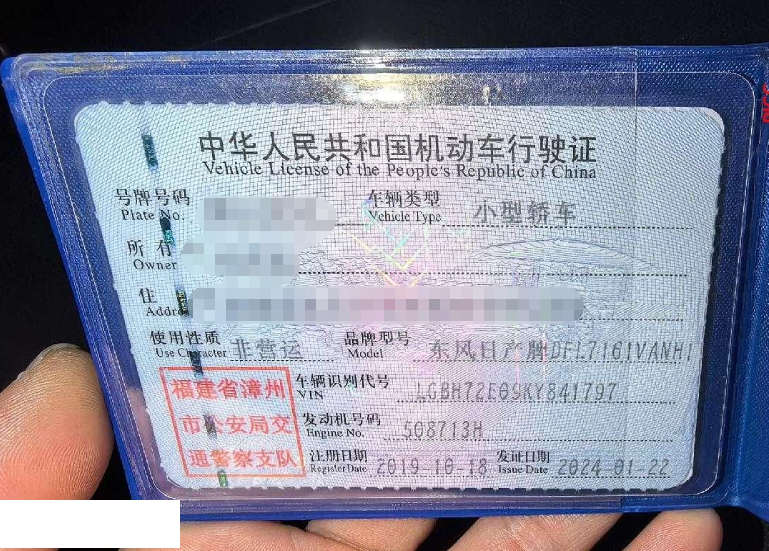 中华人民共和国机动车行驶证
Vehicle License of the People's Republic of China
号牌号码 车辆类型 小型轿车
Plate No. Vehicle Type
所有
Owner
住
Addre
使用性质 非营运 品牌型号 东风日产牌DFL7161VANH1
Use Character Model
福建省漳州
市公安局交
通警察支队
车辆识别代号 LGBH72E09KY841797
VIN
发动机号码 508713H
Engine No.
注册日期 2019-10-18 发证日期 2024-01-22
Register Date Issue Date